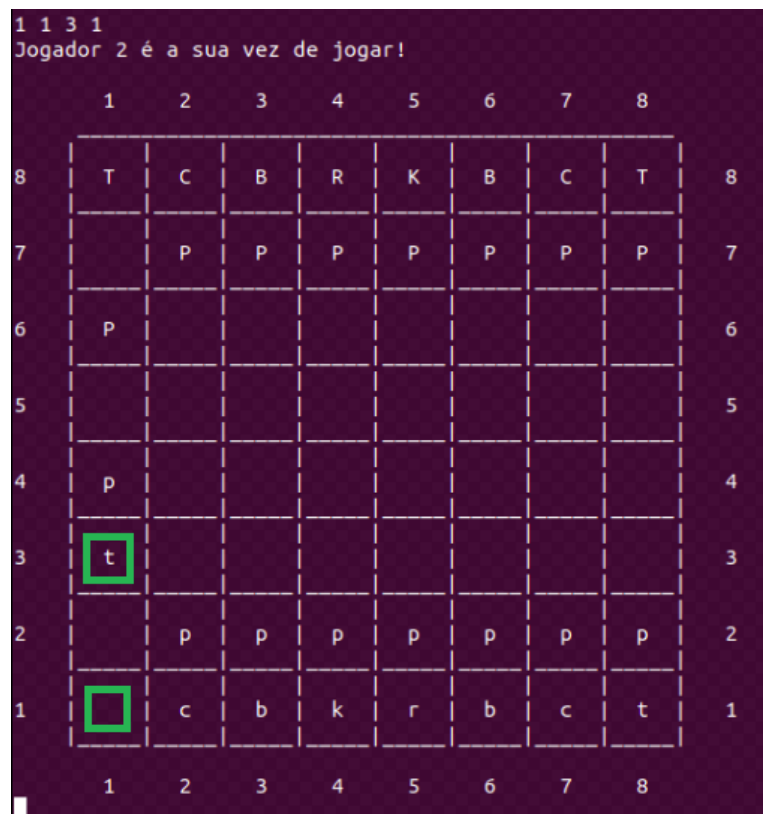 1 1 3 1
Jogador 2 é a sua vez de jogar!
1 2 3 4 5 6 7 8
8 T C B R K B C T 8
7 P P P P P P P 7
6 P 6
5 5
4 p 4
3 t 3
2 p p p p p p p 2
1 c b k r b c t 1
1 2 3 4 5 6 7 8